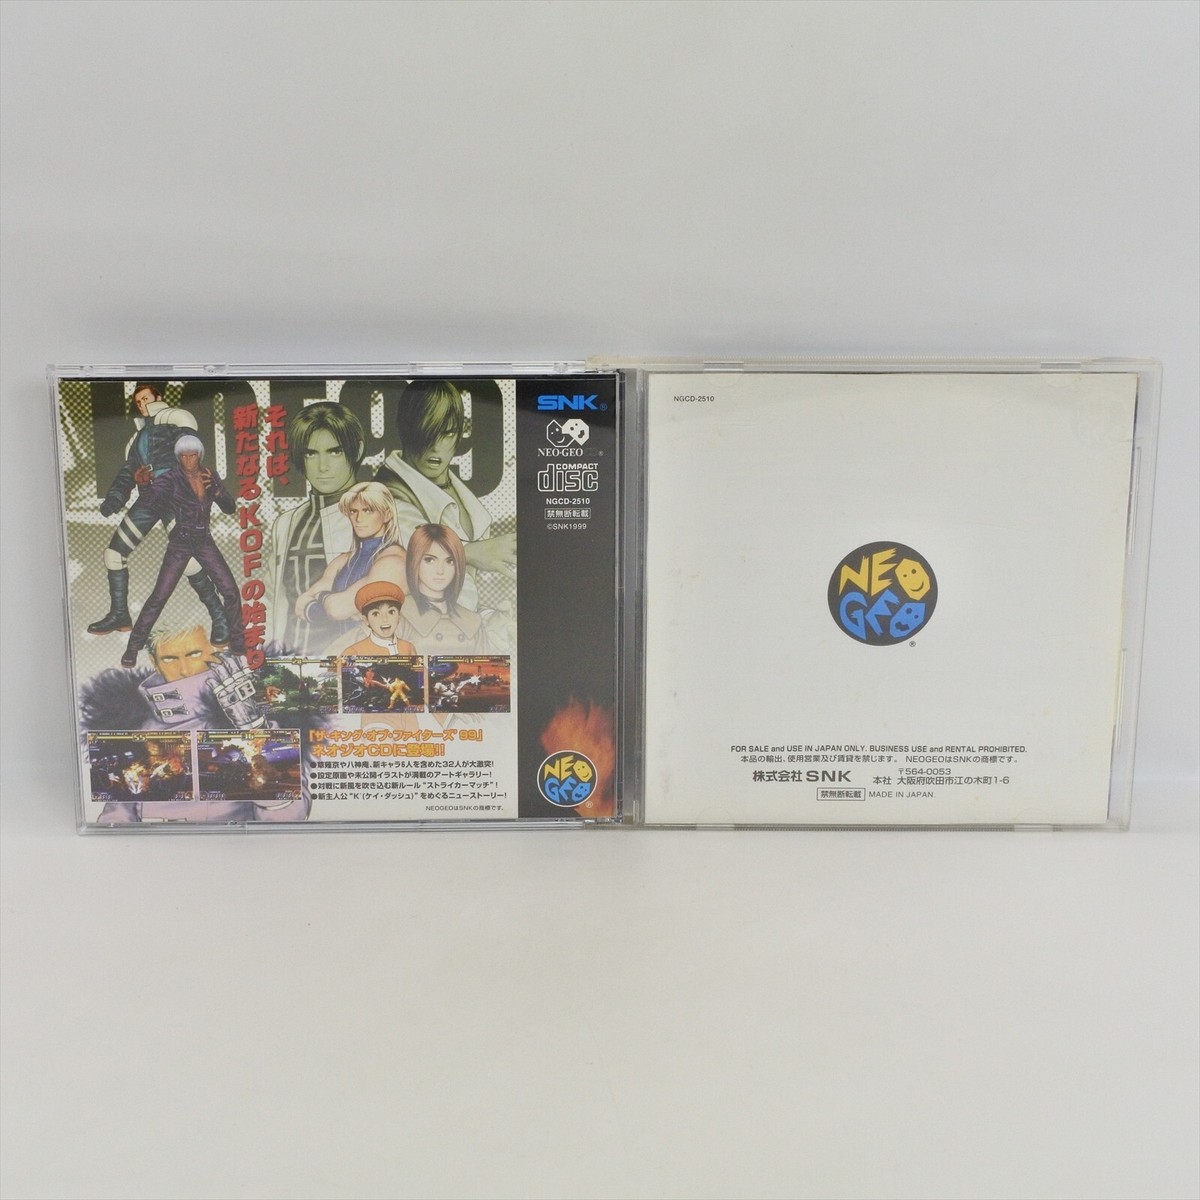 KOF'99
それは、
新たなるKOFの始まり
SNK®
NEO·GEO CD®
COMPACT
disc
NGCD-2510
禁無断転載
©SNK1999
「ザ・キング・オブ・ファイターズ'99」
ネオジオCDに登場!!
●草薙京や八神庵、新キャラ6人を含めた32人が大激突!
●設定原画や未公開イラストが満載のアートギャラリー!
●対戦に新風を吹き込む新ルール“ストライカーマッチ”!
●新主人公“K'(ケイ・ダッシュ)”をめぐるニューストーリー!
NEOGEOはSNKの商標です。
NEO
GEO
®
NGCD-2510
NEO
GEO
®
FOR SALE and USE IN JAPAN ONLY. BUSINESS USE and RENTAL PROHIBITED.
本品の輸出、使用営業及び賃貸を禁じます。 NEOGEOはSNKの商標です。
株式会社 SNK 本社 〒564-0053 大阪府吹田市江の木町1-6
禁無断転載 MADE IN JAPAN.